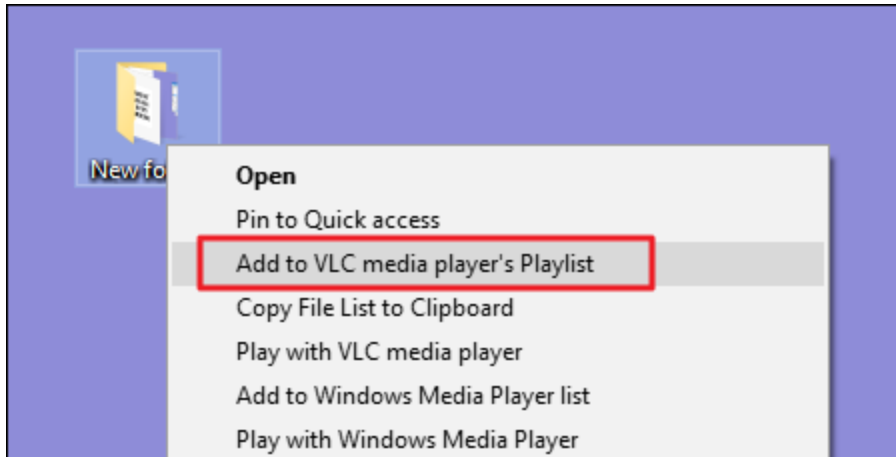 New fo
Open
Pin to Quick access
Add to VLC media player's Playlist
Copy File List to Clipboard
Play with VLC media player
Add to Windows Media Player list
Play with Windows Media Player